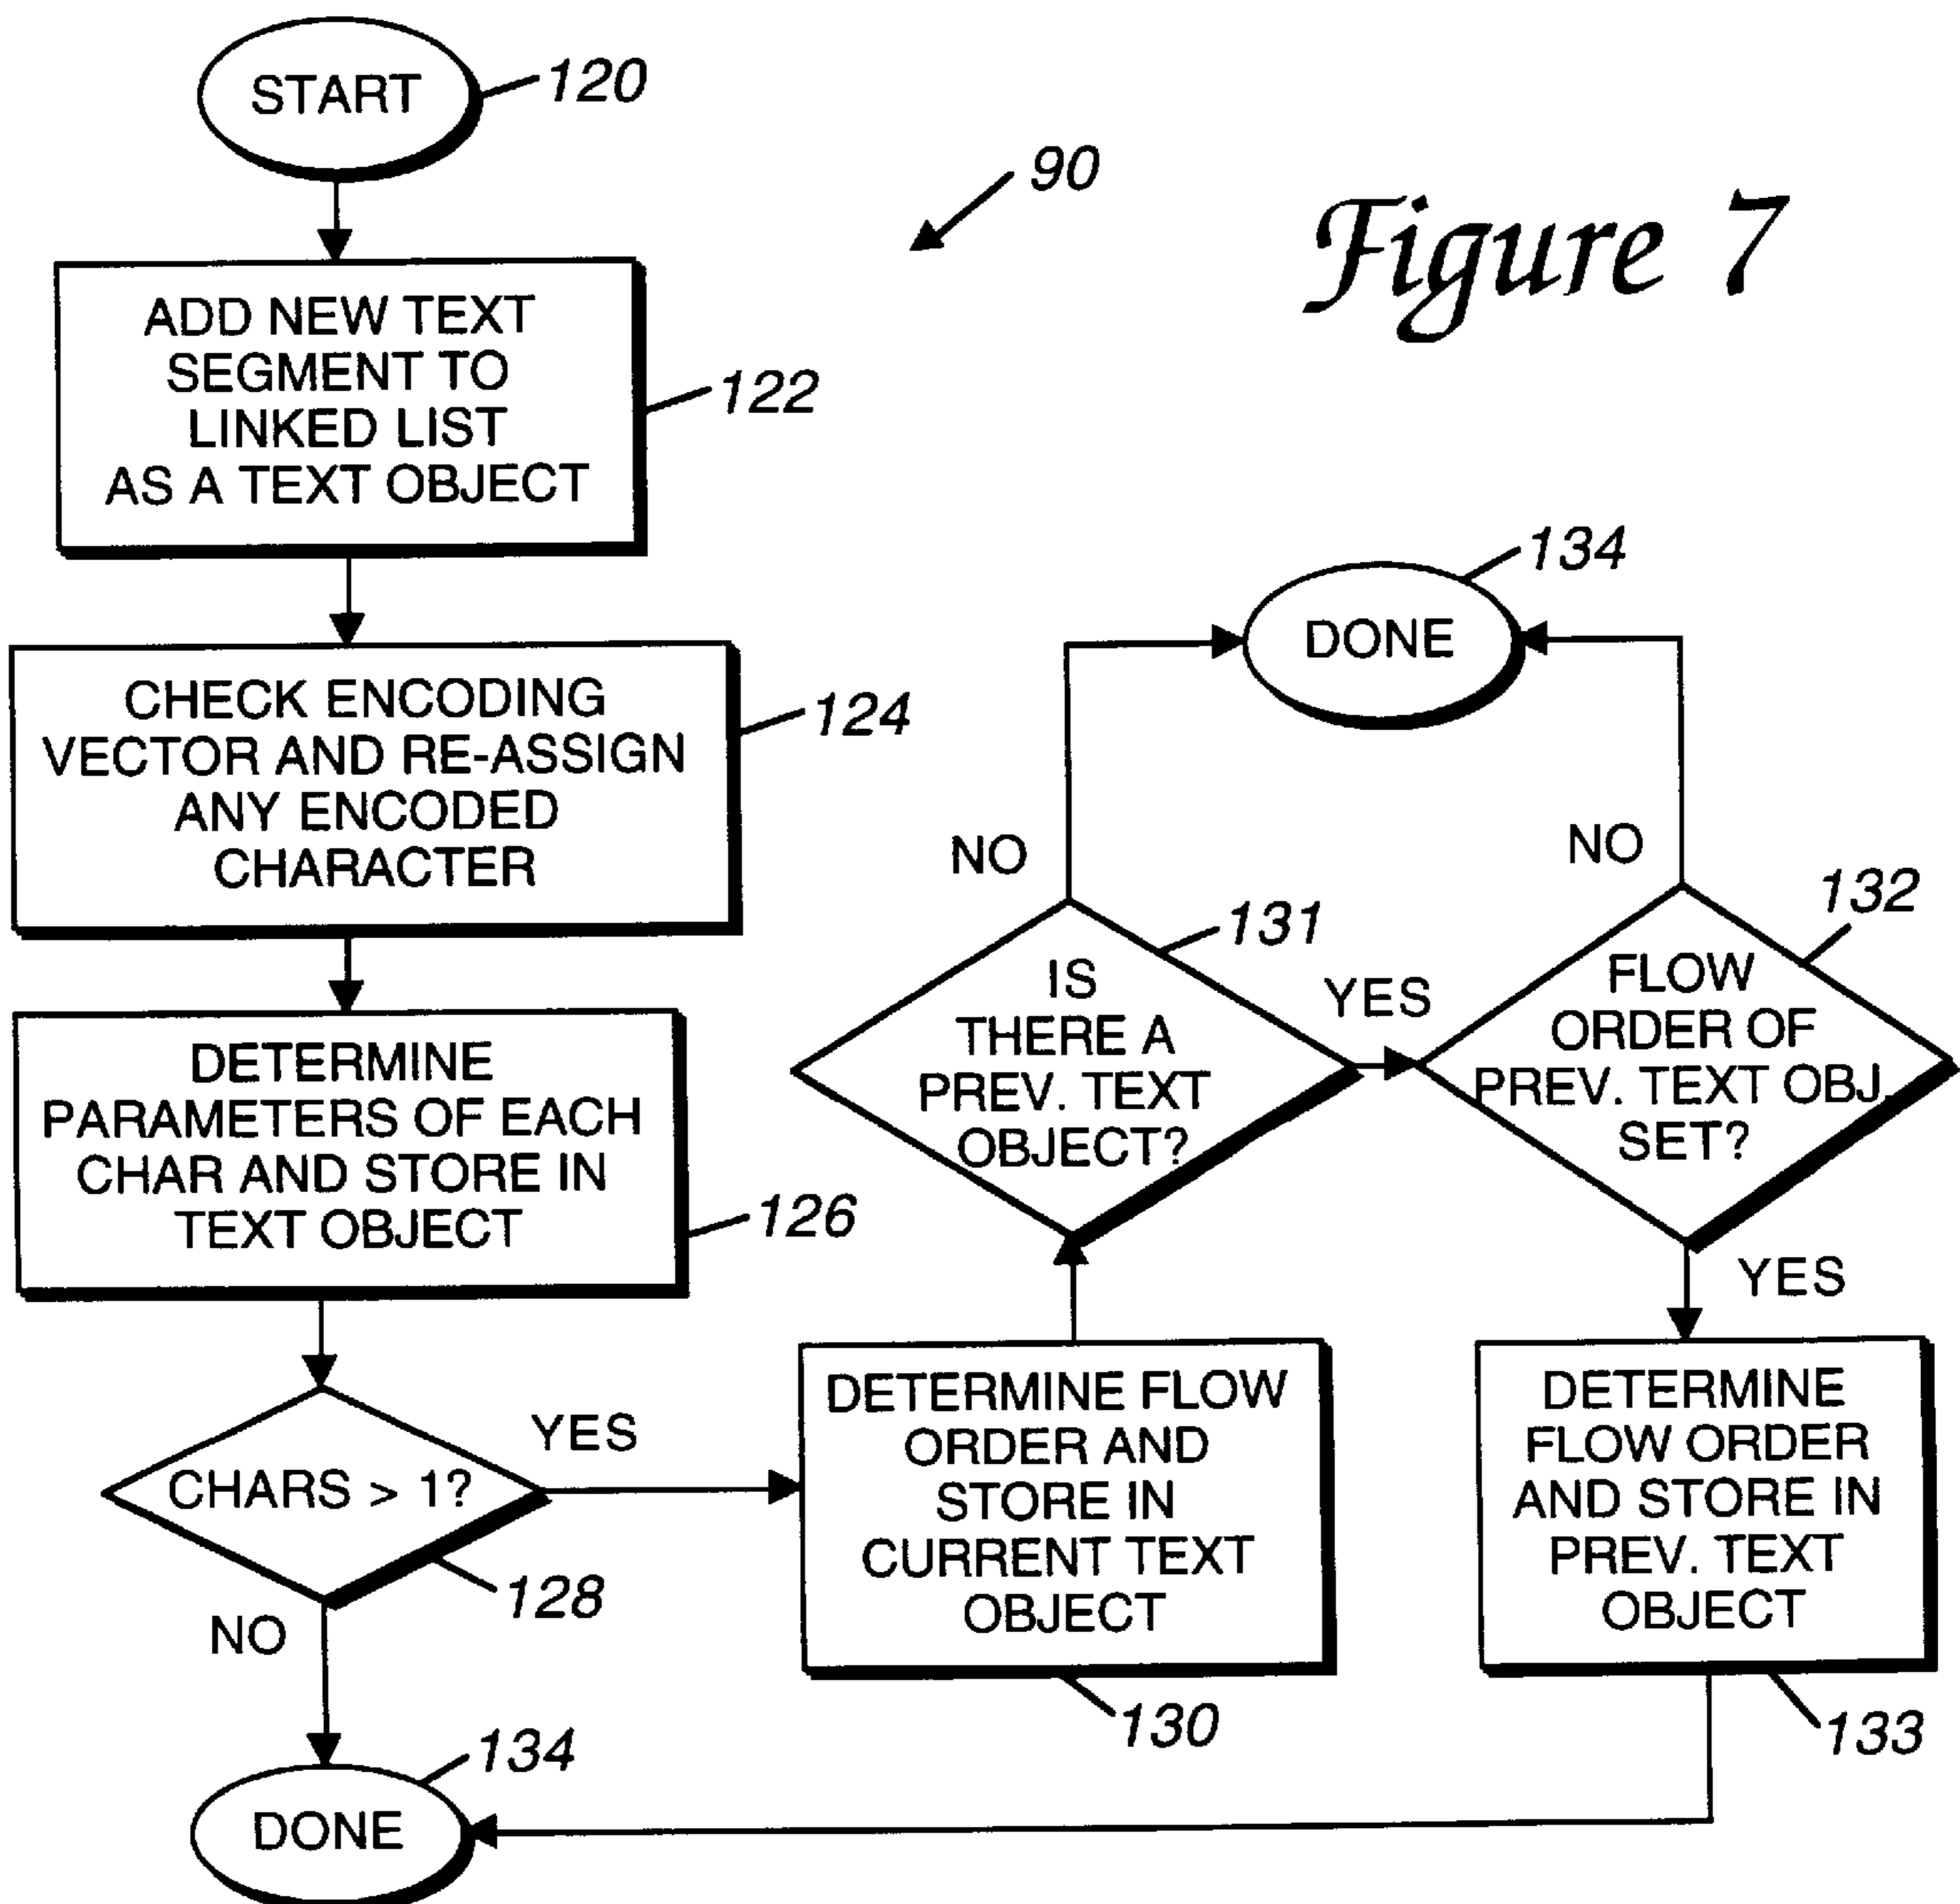 START
120
90
Figure 7
ADD NEW TEXT
SEGMENT TO
LINKED LIST
AS A TEXT OBJECT
122
CHECK ENCODING
VECTOR AND RE-ASSIGN
ANY ENCODED
CHARACTER
124
DETERMINE
PARAMETERS OF EACH
CHAR AND STORE IN
TEXT OBJECT
126
CHARS > 1?
128
YES
NO
DONE
134
DETERMINE FLOW
ORDER AND
STORE IN
CURRENT TEXT
OBJECT
130
IS
THERE A
PREV. TEXT
OBJECT?
131
NO
YES
DONE
134
FLOW
ORDER OF
PREV. TEXT OBJ.
SET?
132
NO
YES
DETERMINE
FLOW ORDER
AND STORE IN
PREV. TEXT
OBJECT
133